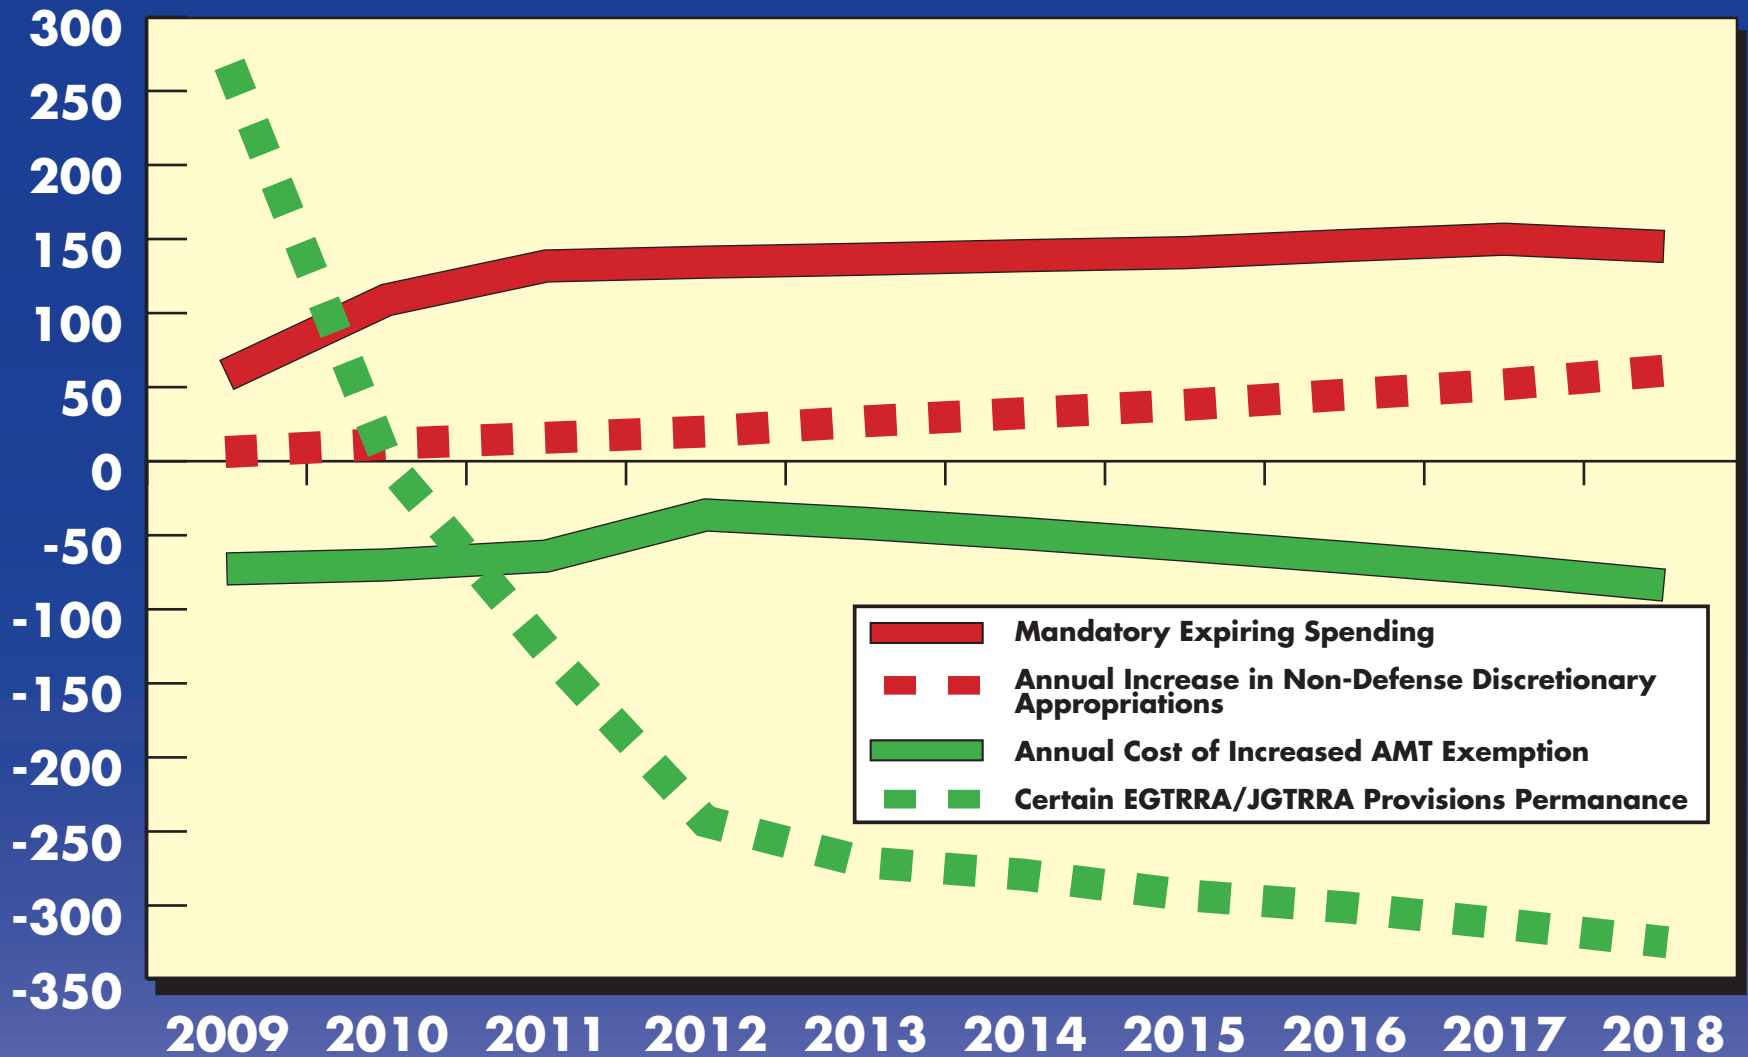 300
250
200
150
100
50
0
-50
-100
-150
-200
-250
-300
-350
Mandatory Expiring Spending
Annual Increase in Non-Defense Discretionary
Appropriations
Annual Cost of Increased AMT Exemption
Certain EGTRRA/JGTRRA Provisions Permanance
2009 2010 2011 2012 2013 2014 2015 2016 2017 2018